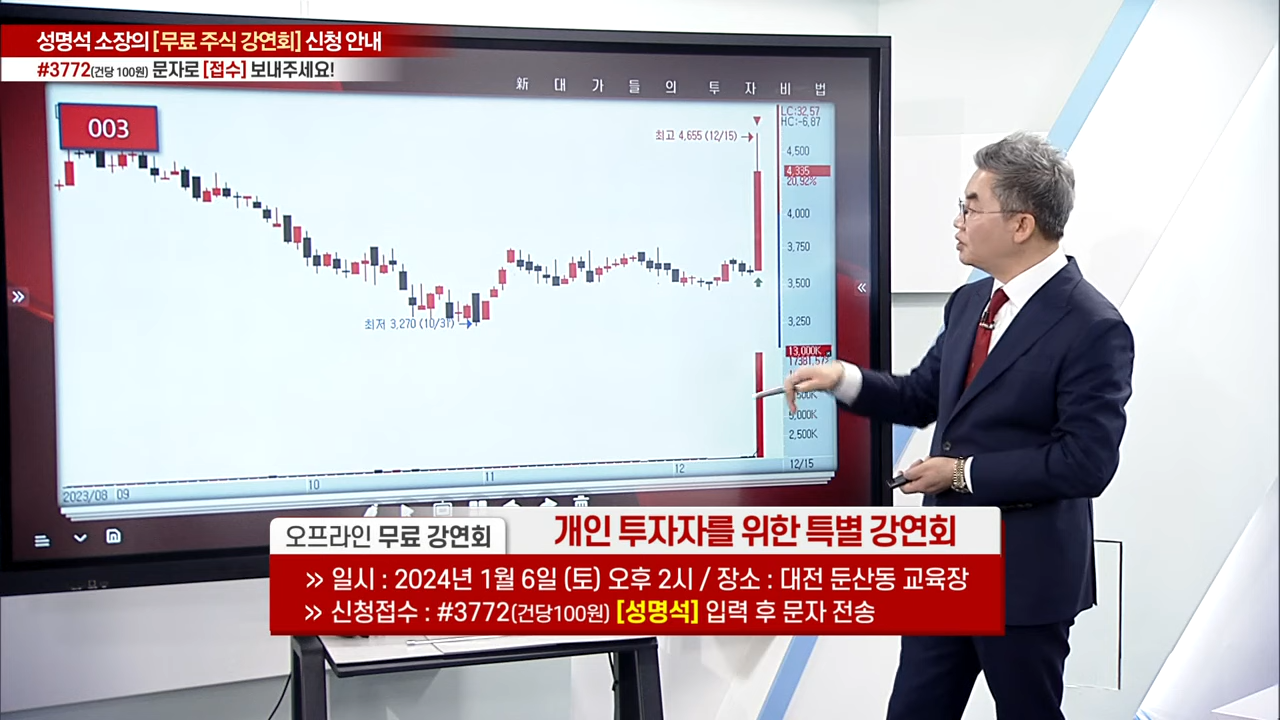 성명석 소장의 [무료 주식 강연회] 신청 안내
#3772(건당 100원) 문자로 [접수] 보내주세요!
新 대가들의 투자비법
003
LC:32.57
HC:-6.87
최고 4,655 (12/15)
4,500
4,335
20.92%
4,000
3,750
3,500
3,250
최저 3,270 (10/31)
13,000K
5,000K
2,500K
2023/08 09
10
11
12
12/15
오프라인 무료 강연회
개인 투자자를 위한 특별 강연회
» 일시 : 2024년 1월 6일 (토) 오후 2시 / 장소 : 대전 둔산동 교육장
» 신청접수 : #3772(건당100원) [성명석] 입력 후 문자 전송